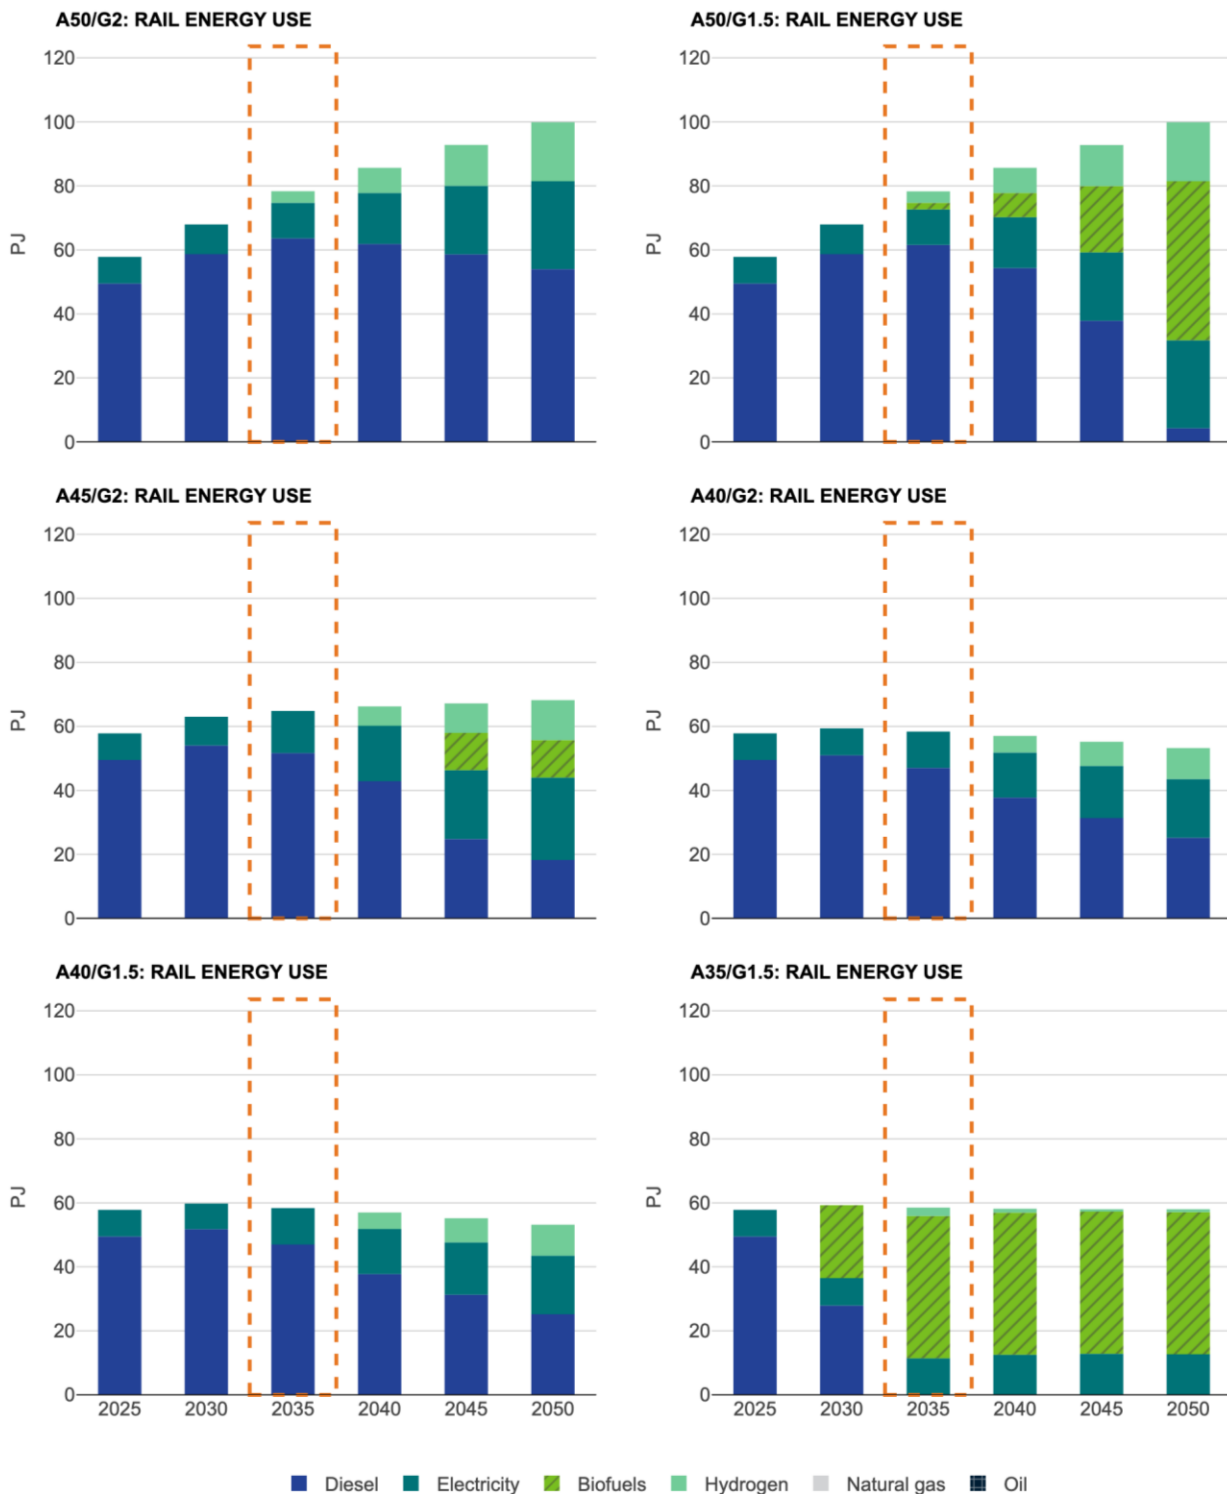 A50/G2: RAIL ENERGY USE
120
100
80
60
40
20
0
PJ
A50/G1.5: RAIL ENERGY USE
120
100
80
60
40
20
0
PJ
A45/G2: RAIL ENERGY USE
120
100
80
60
40
20
0
PJ
A40/G2: RAIL ENERGY USE
120
100
80
60
40
20
0
PJ
A40/G1.5: RAIL ENERGY USE
120
100
80
60
40
20
0
PJ
2025 2030 2035 2040 2045 2050
A35/G1.5: RAIL ENERGY USE
120
100
80
60
40
20
0
PJ
2025 2030 2035 2040 2045 2050
Diesel Electricity Biofuels Hydrogen Natural gas Oil